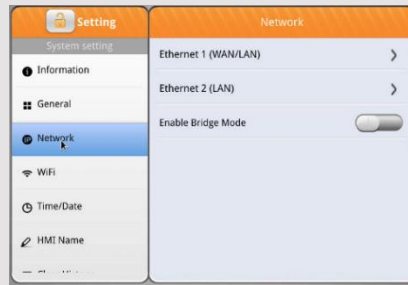 Setting
System setting
Information
General
Network
WiFi
Time/Date
HMI Name
Network
Ethernet 1 (WAN/LAN)
Ethernet 2 (LAN)
Enable Bridge Mode